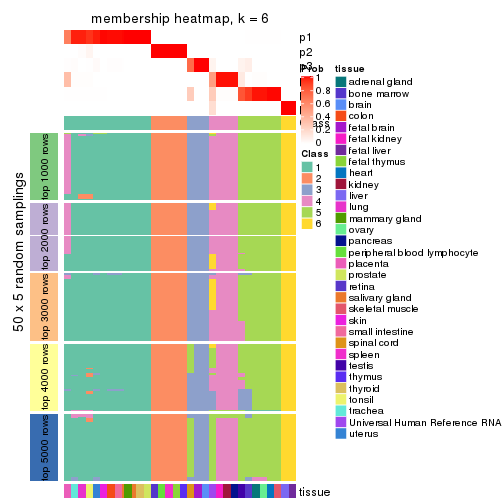 membership heatmap, k = 6
p1
p2
Prob
1
0.8
0.6
0.4
0.2
0
Class
1
2
3
4
5
6
tissue
adrenal gland
bone marrow
brain
colon
fetal brain
fetal kidney
fetal liver
fetal thymus
heart
kidney
liver
lung
mammary gland
ovary
pancreas
peripheral blood lymphocyte
placenta
prostate
retina
salivary gland
skeletal muscle
skin
small intestine
spinal cord
spleen
testis
thymus
thyroid
tonsil
trachea
Universal Human Reference RNA
uterus
50 x 5 random samplings
top 1000 rows
top 2000 rows
top 3000 rows
top 4000 rows
top 5000 rows
tissue